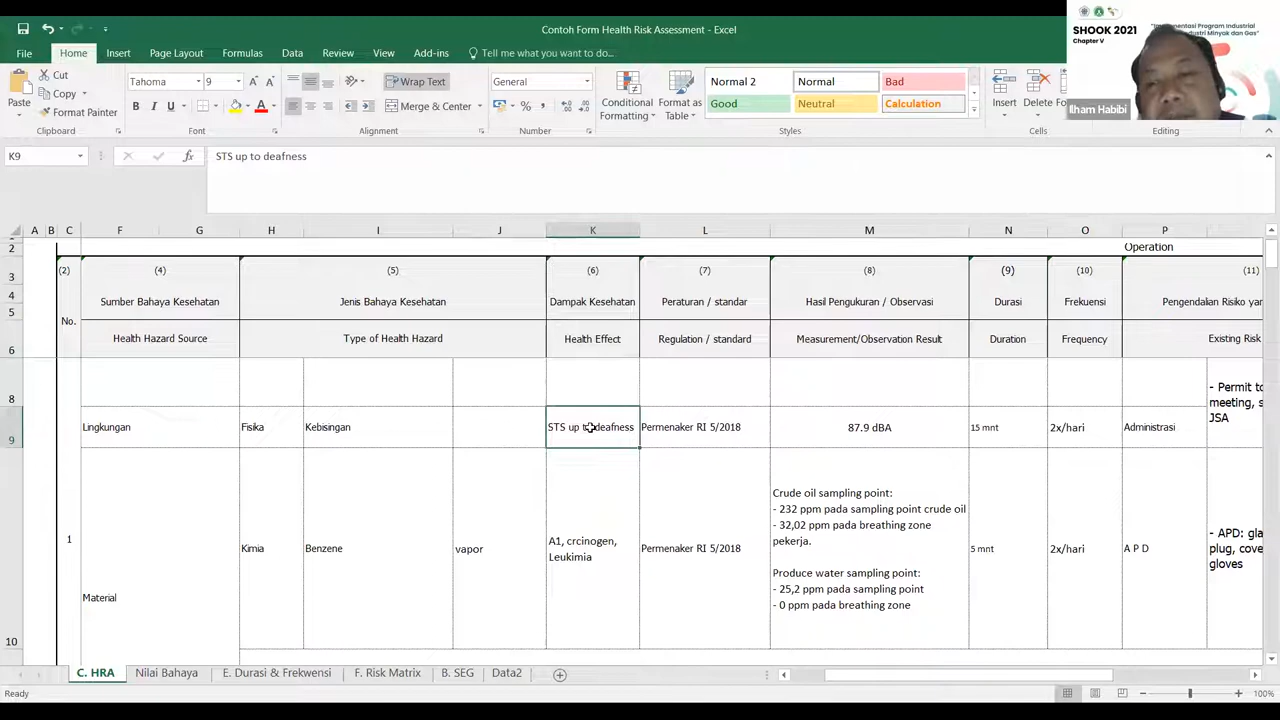 Contoh Form Health Risk Assessment - Excel
SHOOK 2021
Chapter V
Ilham Habibi
File Home Insert Page Layout Formulas Data Review View Add-ins Tell me what you want to do
Paste
Cut
Copy
Format Painter
Clipboard
Tahoma 9
B I U
Font
Wrap Text
Merge & Center
Alignment
General
Number
Conditional Formatting
Format as Table
Normal 2 Normal Bad
Good Neutral Calculation
Styles
Insert Delete
Cells
Editing
K9 fx STS up to deafness
A B C F G H I J K L M N O P
2 Operation
3 (2) (4) (5) (6) (7) (8) (9) (10) (11)
4
5 No. Sumber Bahaya Kesehatan Jenis Bahaya Kesehatan Dampak Kesehatan Peraturan / standar Hasil Pengukuran / Observasi Durasi Frekuensi Pengendalian Risiko
6 Health Hazard Source Type of Health Hazard Health Effect Regulation / standard Measurement/Observation Result Duration Frequency Existing Risk
8
- Permit
meeting,
JSA
9 Lingkungan Fisika Kebisingan STS up to deafness Permenaker RI 5/2018 87.9 dBA 15 mnt 2x/hari Administrasi
10
1
Material
Kimia Benzene vapor
A1, crcinogen,
Leukimia
Permenaker RI 5/2018
Crude oil sampling point:
- 232 ppm pada sampling point crude oil
- 32,02 ppm pada breathing zone
pekerja.
Produce water sampling point:
- 25,2 ppm pada sampling point
- 0 ppm pada breathing zone
5 mnt 2x/hari A P D
- APD:
plug,
gloves
C. HRA Nilai Bahaya E. Durasi & Frekwensi F. Risk Matrix B. SEG Data2
Ready 100%